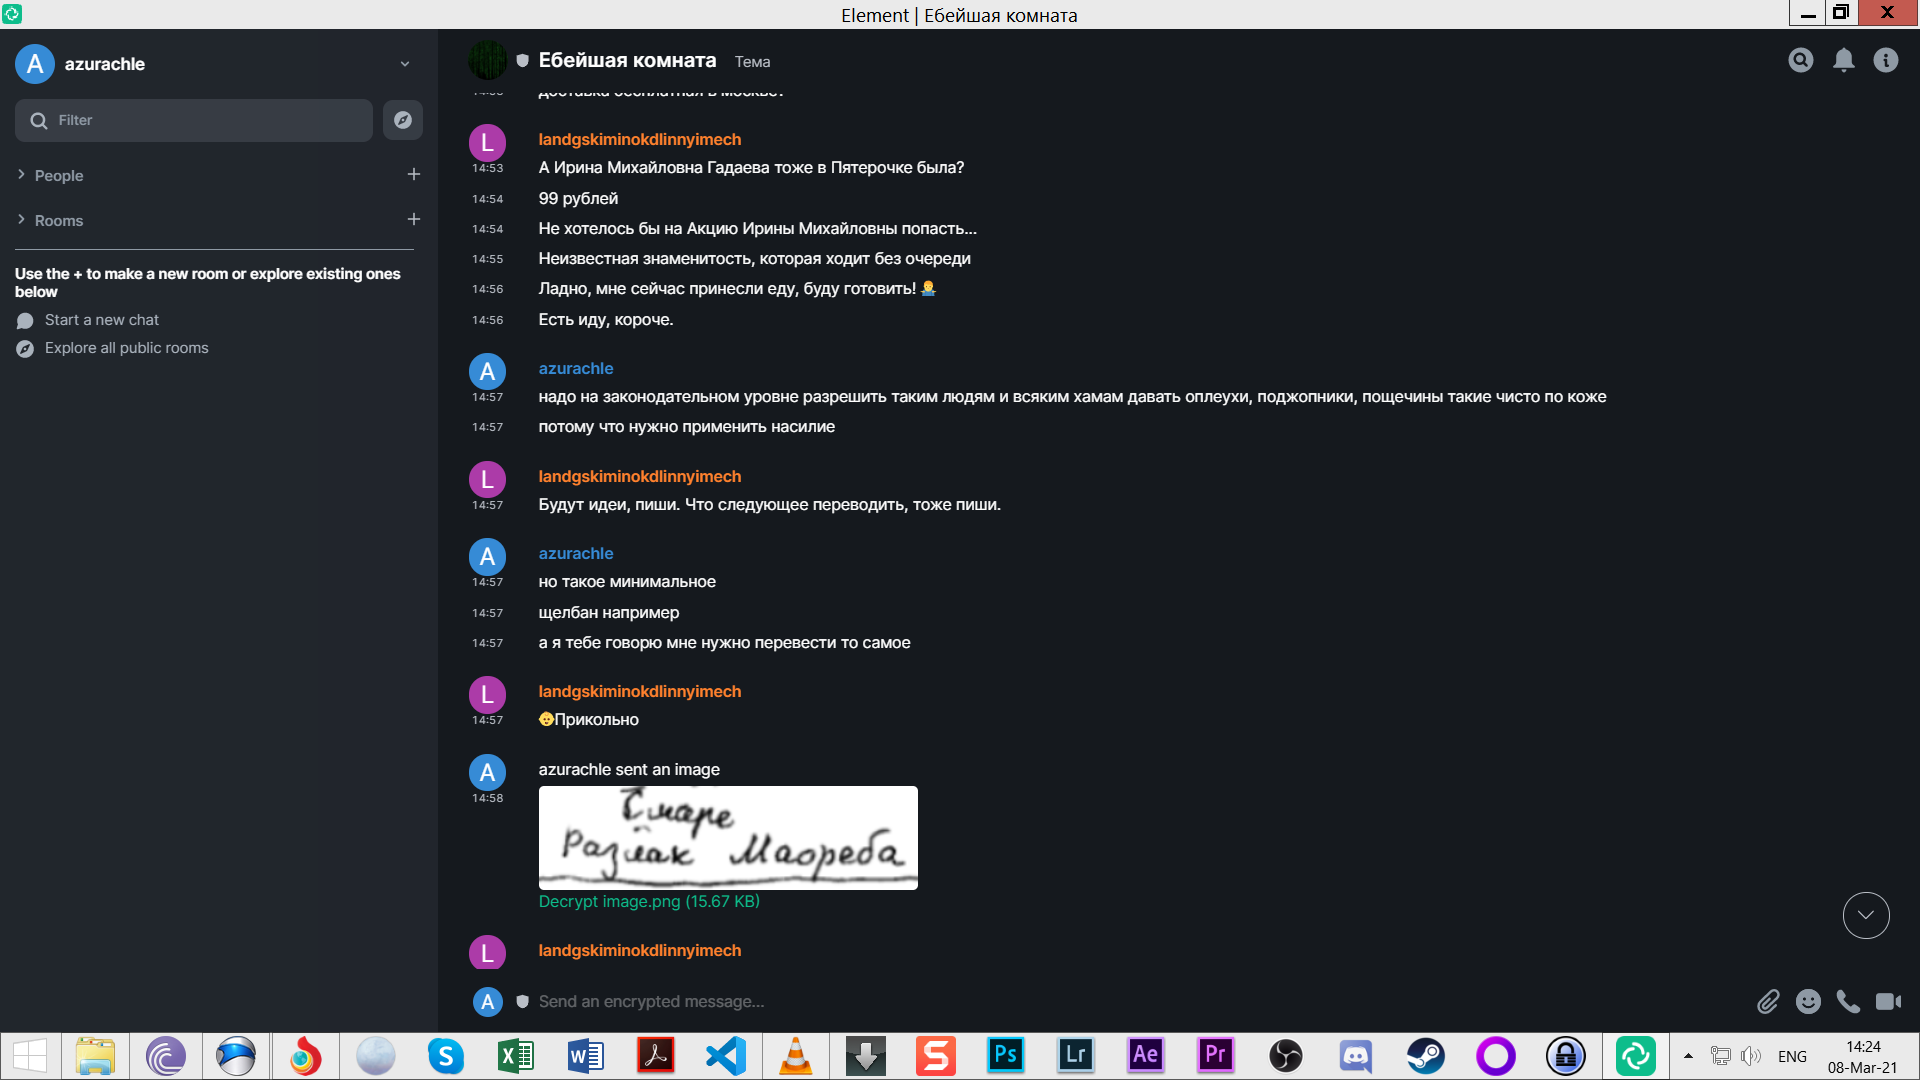 Element | Ебейшая комната
A azurachle
Filter
People
Rooms
Use the + to make a new room or explore existing ones
below
Start a new chat
Explore all public rooms
Ебейшая комната Тема
доставка бесплатная в Москве.
L landgskiminokdlinnyimech
14:53 А Ирина Михайловна Гадаева тоже в Пятерочке была?
14:54 99 рублей
14:54 Не хотелось бы на Акцию Ирины Михайловны попасть...
14:55 Неизвестная знаменитость, которая ходит без очереди
14:56 Ладно, мне сейчас принесли еду, буду готовить!
14:56 Есть иду, короче.
A azurachle
14:57 надо на законодательном уровне разрешить таким людям и всяким хамам давать оплеухи, поджопники, пощечины такие чисто по коже
14:57 потому что нужно применить насилие
L landgskiminokdlinnyimech
14:57 Будут идеи, пиши. Что следующее переводить, тоже пиши.
A azurachle
14:57 но такое минимальное
14:57 щелбан например
14:57 а я тебе говорю мне нужно перевести то самое
L landgskiminokdlinnyimech
14:57 Прикольно
A azurachle sent an image
14:58
Decrypt image.png (15.67 KB)
L landgskiminokdlinnyimech
A Send an encrypted message...
S Ps Lr Ae Pr ENG 14:24
08-Mar-21